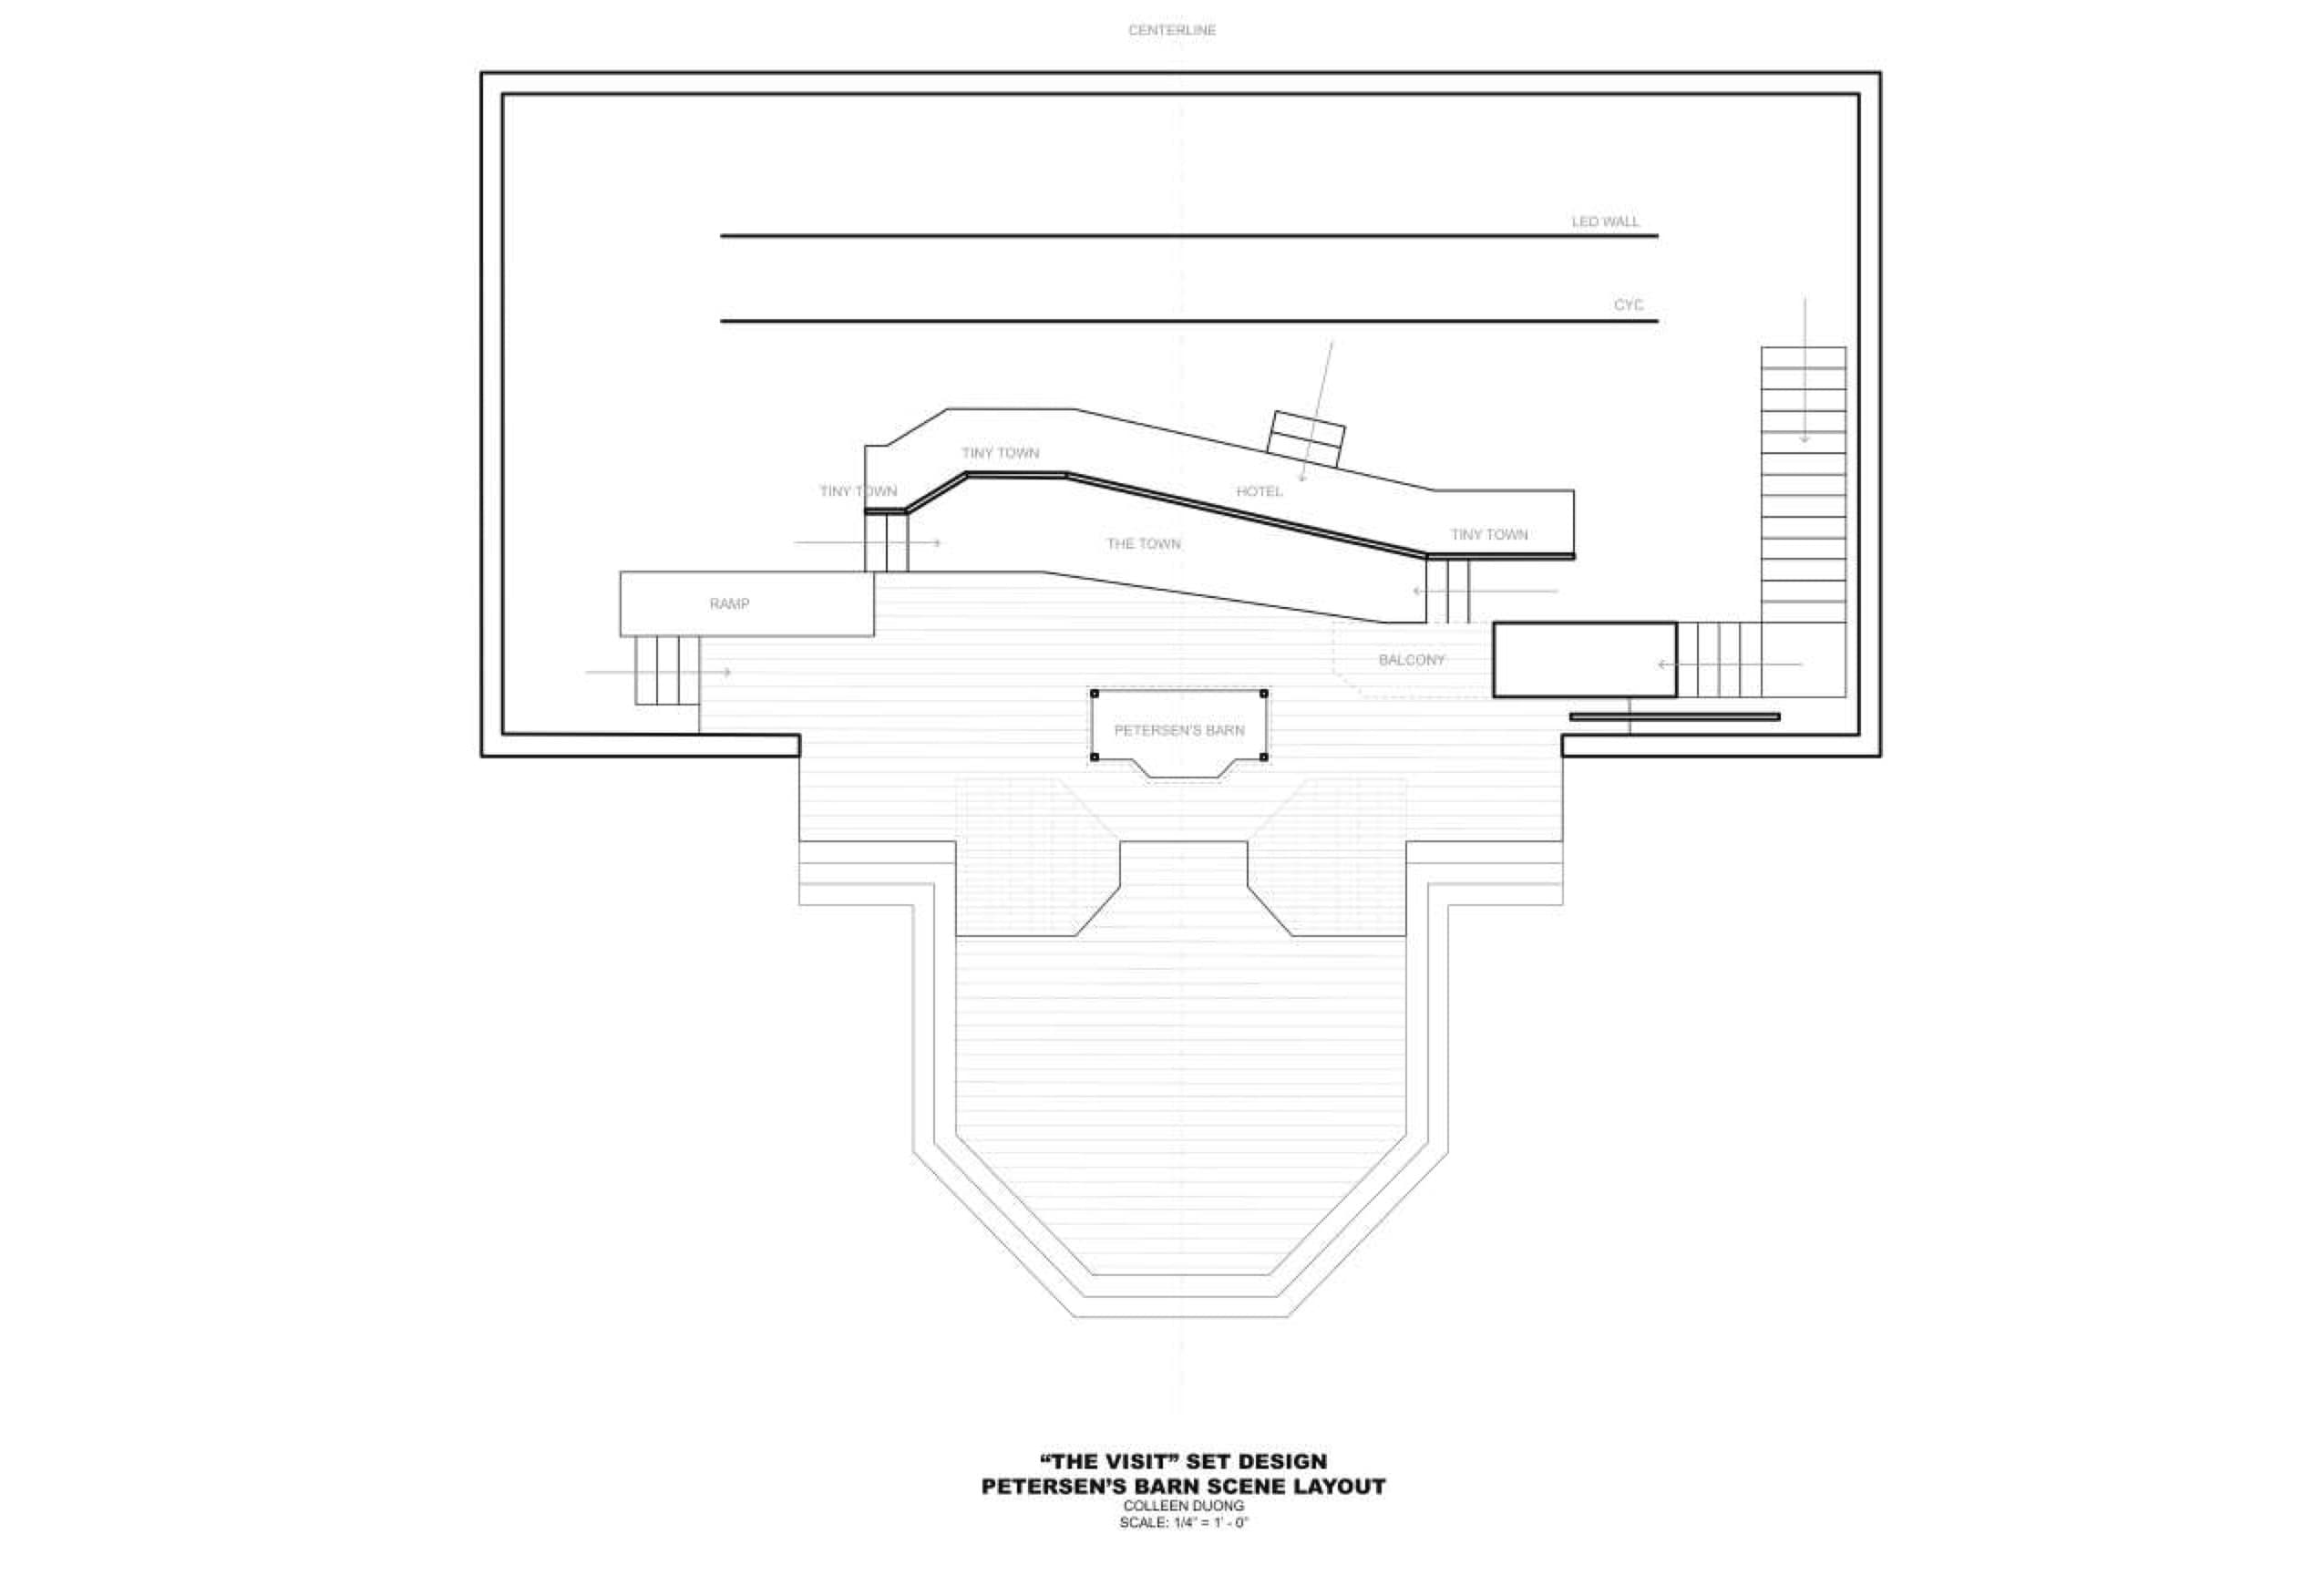 CENTERLINE
LED WALL
CYC
TINY TOWN
TINY TOWN
HOTEL
TINY TOWN
THE TOWN
RAMP
BALCONY
PETERSEN'S BARN
“THE VISIT” SET DESIGN
PETERSEN’S BARN SCENE LAYOUT
COLLEEN DUONG
SCALE: 1/4" = 1' - 0"